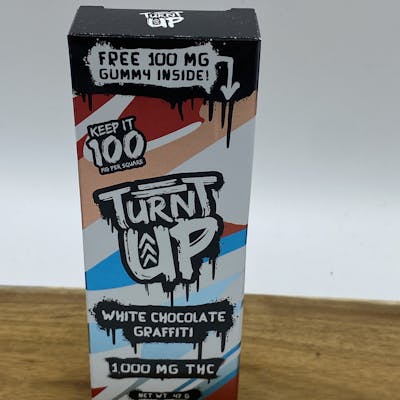 TURNT
UP
FREE 100 MG
GUMMY INSIDE!
KEEP IT
100
MG PER SQUARE
TURNT
UP
WHITE CHOCOLATE
GRAFFITI
1,000 MG THC
NET WT. 47 G